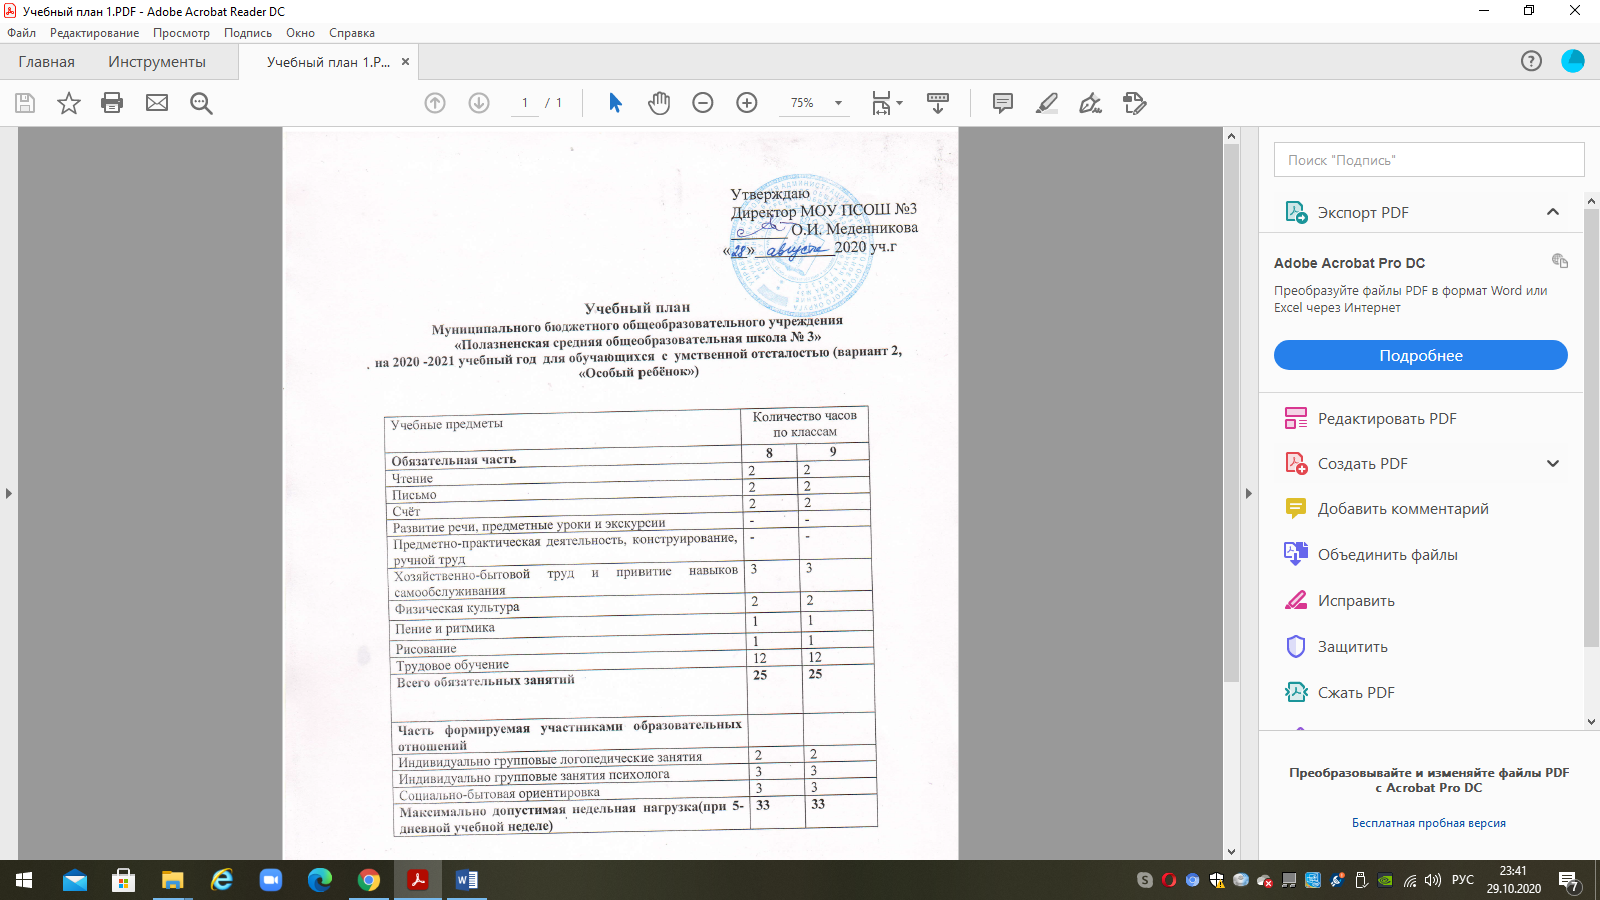 Учебный план 1.PDF - Adobe Acrobat Reader DC
Файл Редактирование Просмотр Подпись Окно Справка
Главная Инструменты Учебный план 1.P... ×
1 / 1 75%
Утверждаю
Директор МОУ ПСОШ №3
О.И. Меденникова
«28» августа 2020 уч.г
Учебный план
Муниципального бюджетного общеобразовательного учреждения
«Полазненская средняя общеобразовательная школа № 3»
на 2020 -2021 учебный год для обучающихся с умственной отсталостью (вариант 2,
«Особый ребёнок»)
Учебные предметы Количество часов
по классам
Обязательная часть 8 9
Чтение 2 2
Письмо 2 2
Счёт 2 2
Развитие речи, предметные уроки и экскурсии - -
Предметно-практическая деятельность, конструирование, - -
ручной труд
Хозяйственно-бытовой труд и привитие навыков 3 3
самообслуживания
Физическая культура 2 2
Пение и ритмика 1 1
Рисование 1 1
Трудовое обучение 12 12
Всего обязательных занятий 25 25
Часть формируемая участниками образовательных
отношений
Индивидуально групповые логопедические занятия 2 2
Индивидуально групповые занятия психолога 3 3
Социально-бытовая ориентировка 3 3
Максимально допустимая недельная нагрузка(при 5- 33 33
дневной учебной неделе)
Поиск "Подпись"
Экспорт PDF
Adobe Acrobat Pro DC
Преобразуйте файлы PDF в формат Word или
Excel через Интернет
Подробнее
Редактировать PDF
Создать PDF
Добавить комментарий
Объединить файлы
Исправить
Защитить
Сжать PDF
Преобразовывайте и изменяйте файлы PDF
с Acrobat Pro DC
Бесплатная пробная версия
РУС
23:41
29.10.2020
7